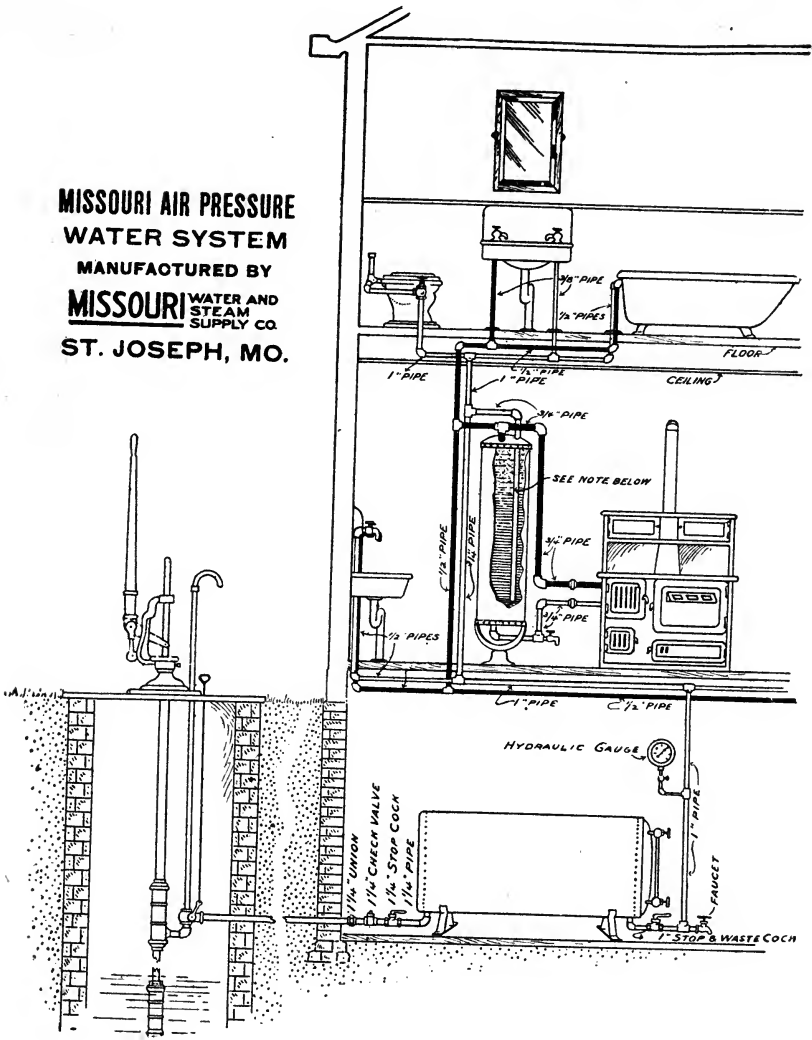 MISSOURI AIR PRESSURE
WATER SYSTEM
MANUFACTURED BY
MISSOURI WATER AND STEAM SUPPLY CO.
ST. JOSEPH, MO.
3/8" PIPE
1/2" PIPES
FLOOR
1" PIPE
1/2" PIPE
1" PIPE
CEILING
3/4" PIPE
SEE NOTE BELOW
1/2" PIPE
3/4" PIPE
3/4" PIPE
3/4" PIPE
1/2" PIPES
1" PIPE
1/2" PIPE
HYDRAULIC GAUGE
1" PIPE
1 1/4" UNION
1 1/4" CHECK VALVE
1 1/4" STOP COCK
1 1/4" PIPE
FAUCET
1" STOP & WASTE COCK